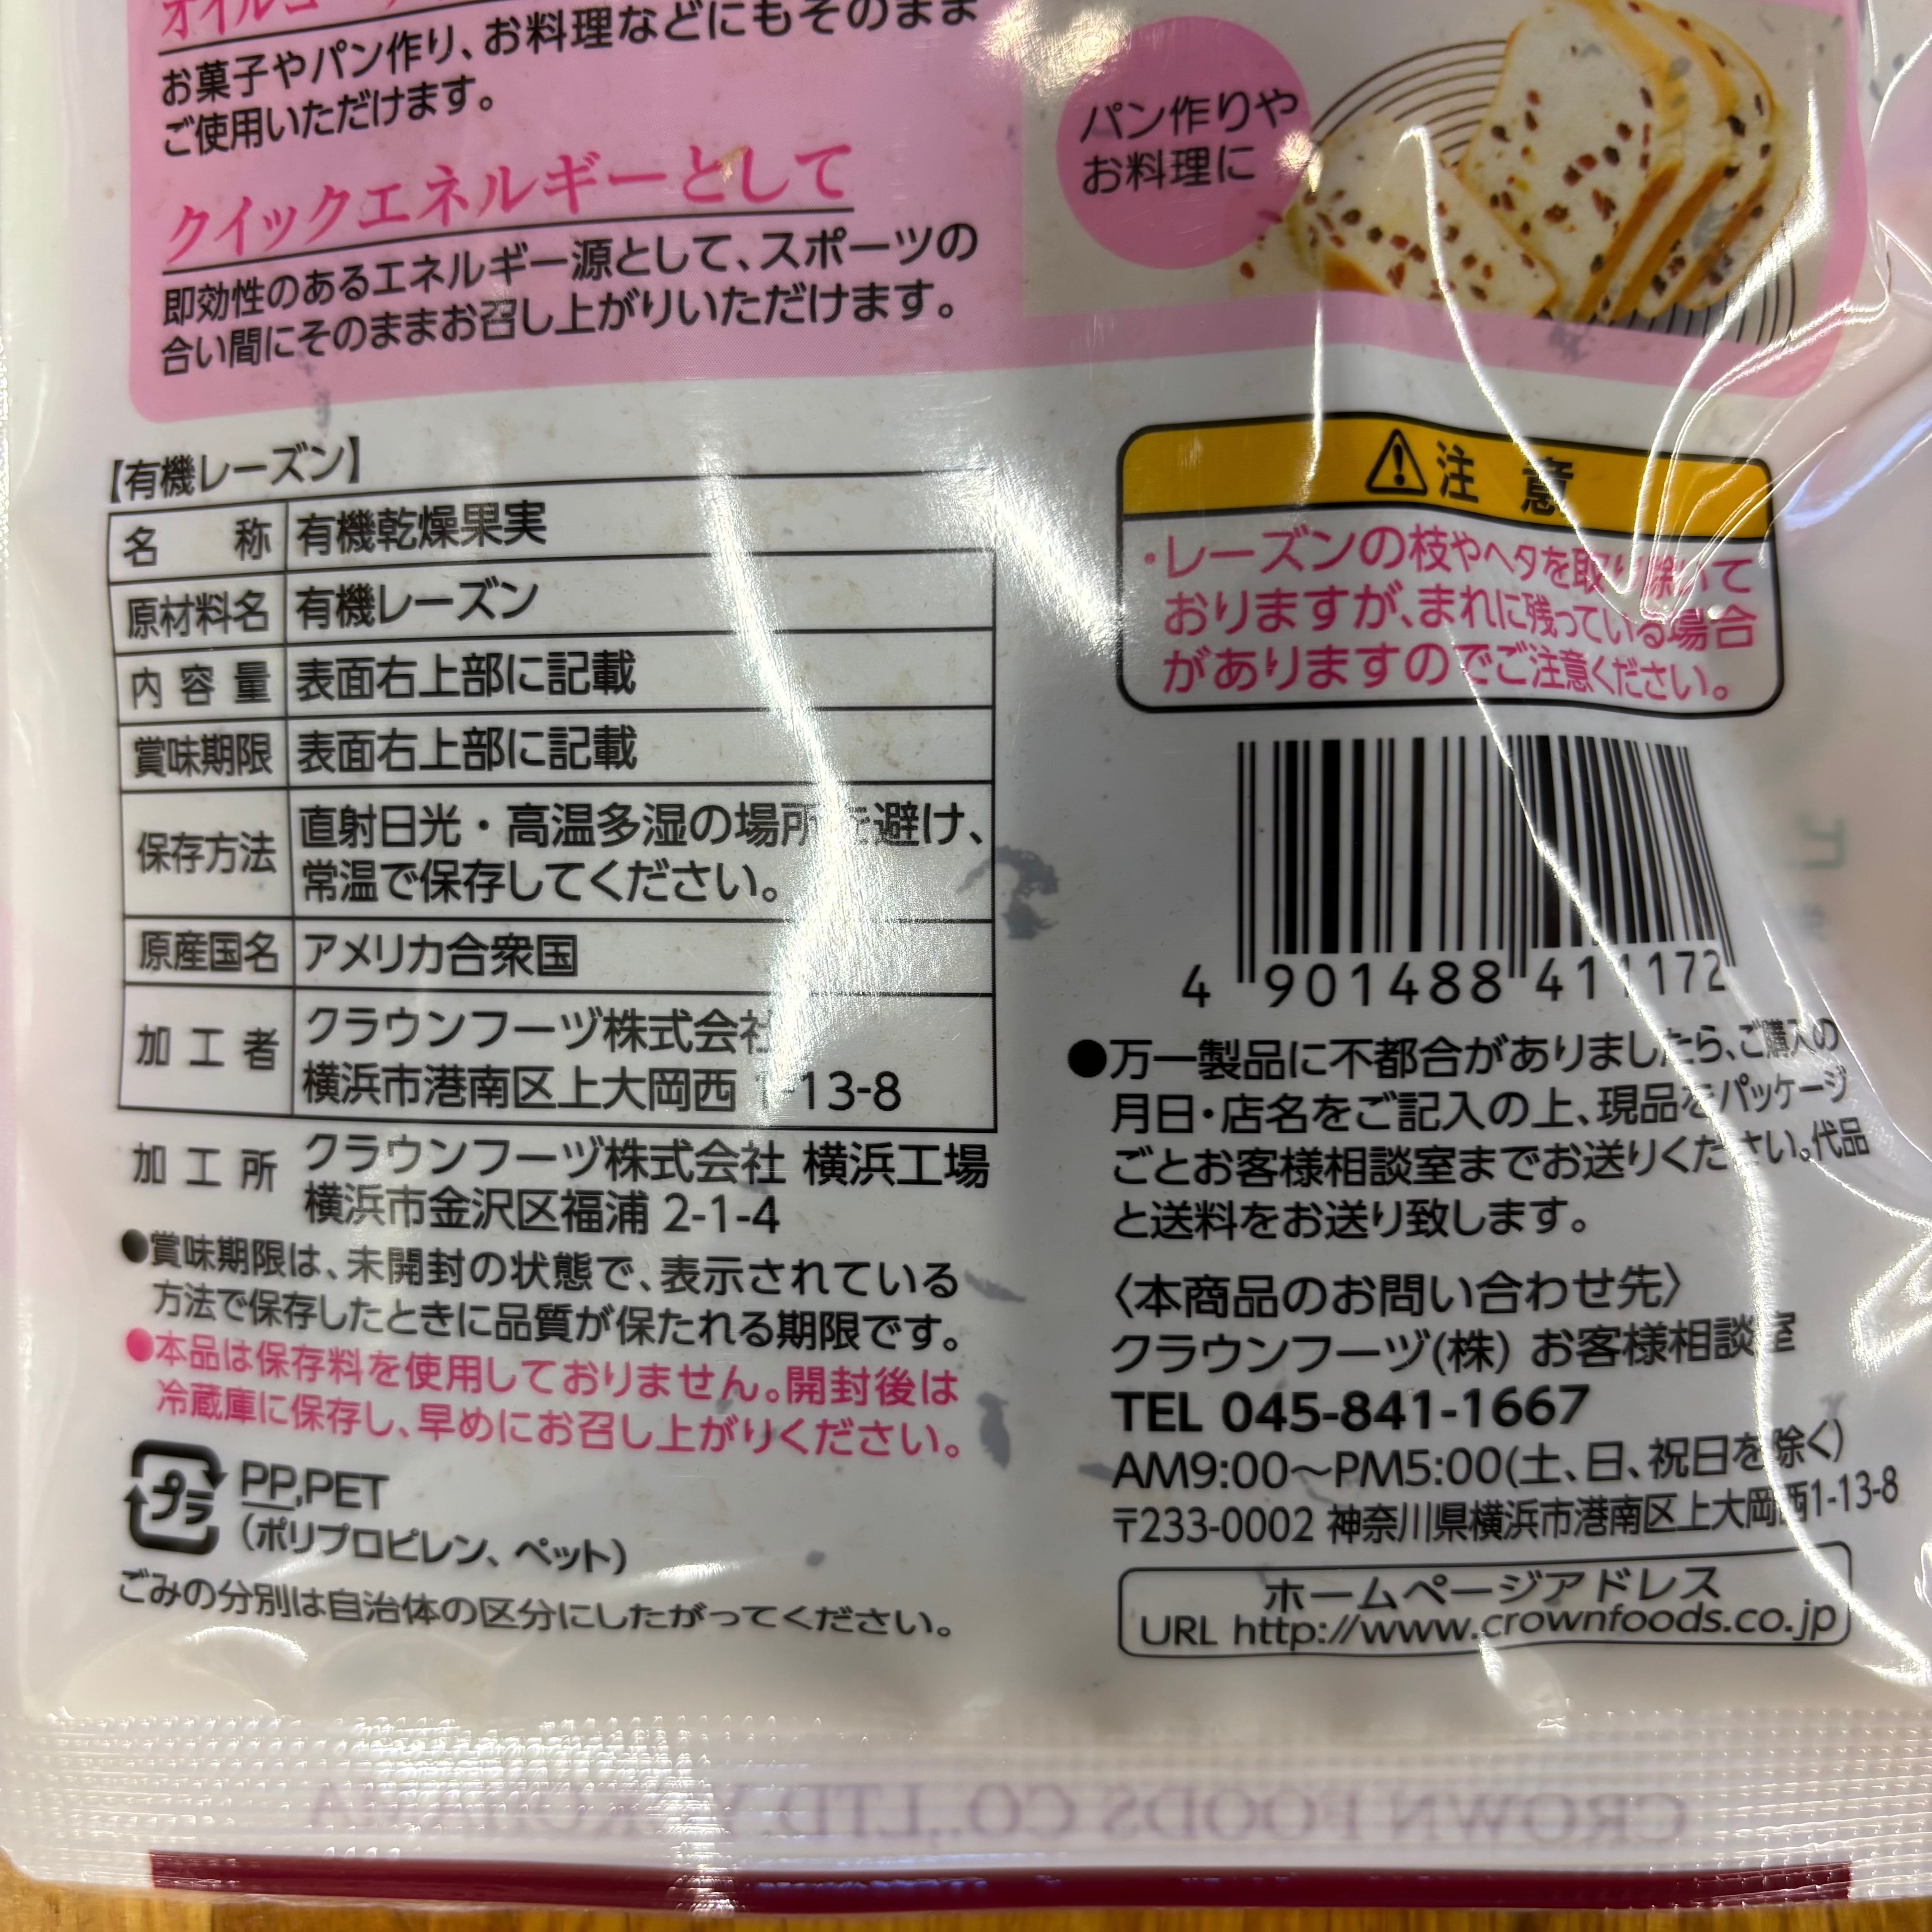 お菓子やパン作り、お料理などにもそのまま
ご使用いただけます。
クイックエネルギーとして
即効性のあるエネルギー源として、スポーツの
合い間にそのままお召し上がりいただけます。
パン作りや
お料理に
【有機レーズン】
名 称 有機乾燥果実
原材料名 有機レーズン
内容量 表面右上部に記載
賞味期限 表面右上部に記載
保存方法 直射日光・高温多湿の場所を避け、
常温で保存してください。
原産国名 アメリカ合衆国
加工者 クラウンフーヅ株式会社
横浜市港南区上大岡西 1-13-8
加工所 クラウンフーヅ株式会社 横浜工場
横浜市金沢区福浦 2-1-4
●賞味期限は、未開封の状態で、表示されている
方法で保存したときに品質が保たれる期限です。
●本品は保存料を使用しておりません。開封後は
冷蔵庫に保存し、早めにお召し上がりください。
プラ
PP,PET
(ポリプロピレン、ペット)
ごみの分別は自治体の区分にしたがってください。
注 意
・レーズンの枝やヘタを取り除いて
おりますが、まれに残っている場合
がありますのでご注意ください。
4 901488 411172
●万一製品に不都合がありましたら、ご購入の
月日・店名をご記入の上、現品をパッケージ
ごとお客様相談室までお送りください。代品
と送料をお送り致します。
〈本商品のお問い合わせ先〉
クラウンフーヅ(株) お客様相談室
TEL 045-841-1667
AM9:00〜PM5:00(土、日、祝日を除く)
〒233-0002 神奈川県横浜市港南区上大岡西1-13-8
ホームページアドレス
URL http://www.crownfoods.co.jp
CROWN FOODS CO.,LTD. YOKOHAMA